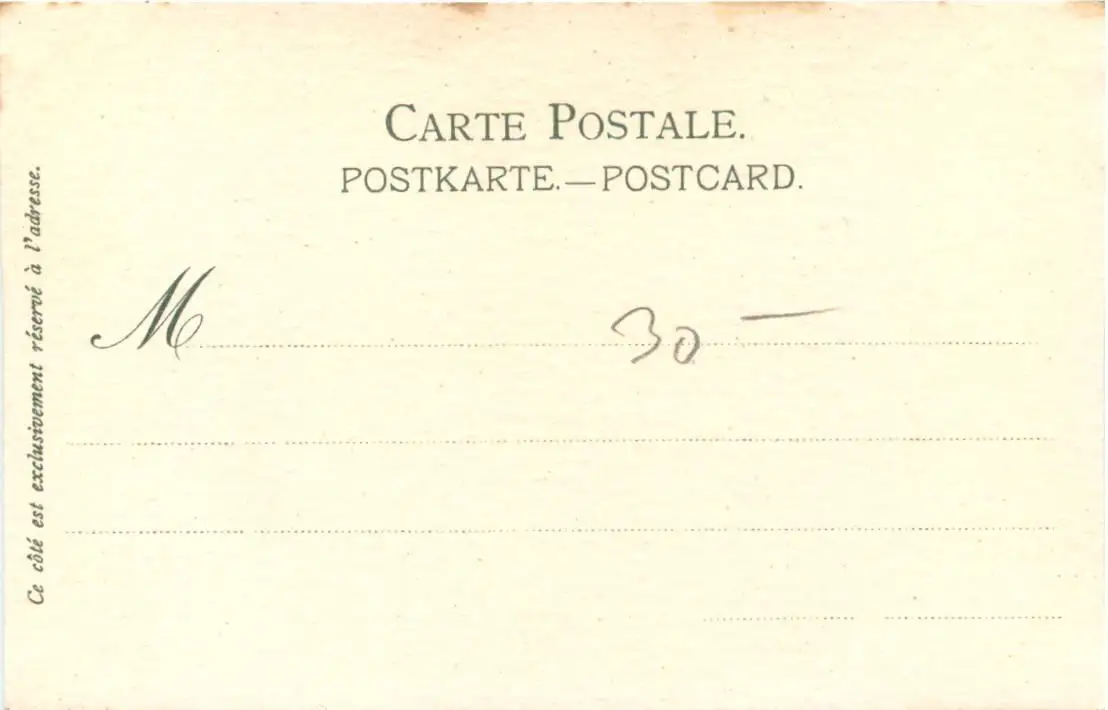 CARTE POSTALE.
POSTKARTE.—POSTCARD.
M
30 —
Ce côté est exclusivement réservé à l'adresse.